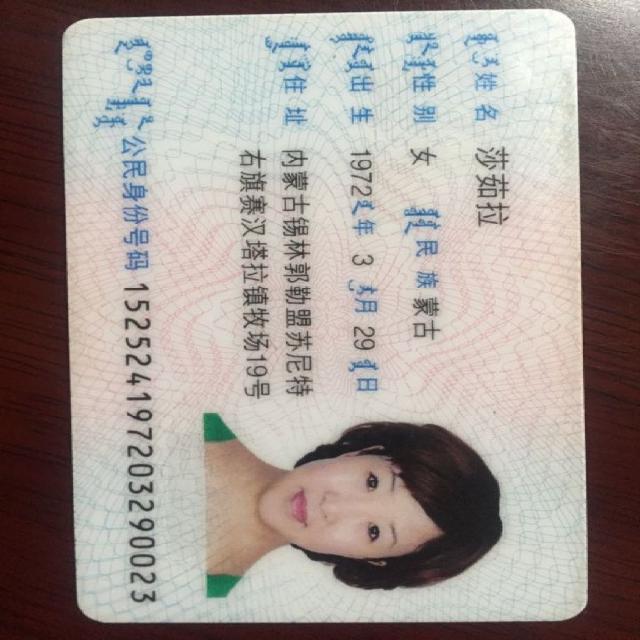 姓名 莎茹拉
性别 女 民族 蒙古
出生 1972年3月29日
住址 内蒙古锡林郭勒盟苏尼特
右旗赛汉塔拉镇牧场19号
公民身份号码 152524197203290023